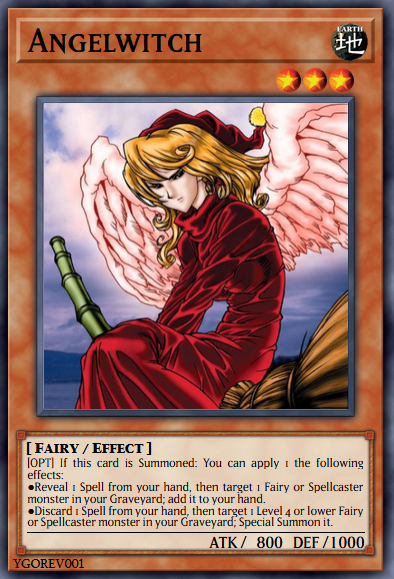 ANGELWITCH
EARTH
地
[ FAIRY / EFFECT ]
[OPT] If this card is Summoned: You can apply 1 the following
effects:
●Reveal 1 Spell from your hand, then target 1 Fairy or Spellcaster
monster in your Graveyard; add it to your hand.
●Discard 1 Spell from your hand, then target 1 Level 4 or lower Fairy
or Spellcaster monster in your Graveyard; Special Summon it.
ATK / 800 DEF /1000
YGOREV001